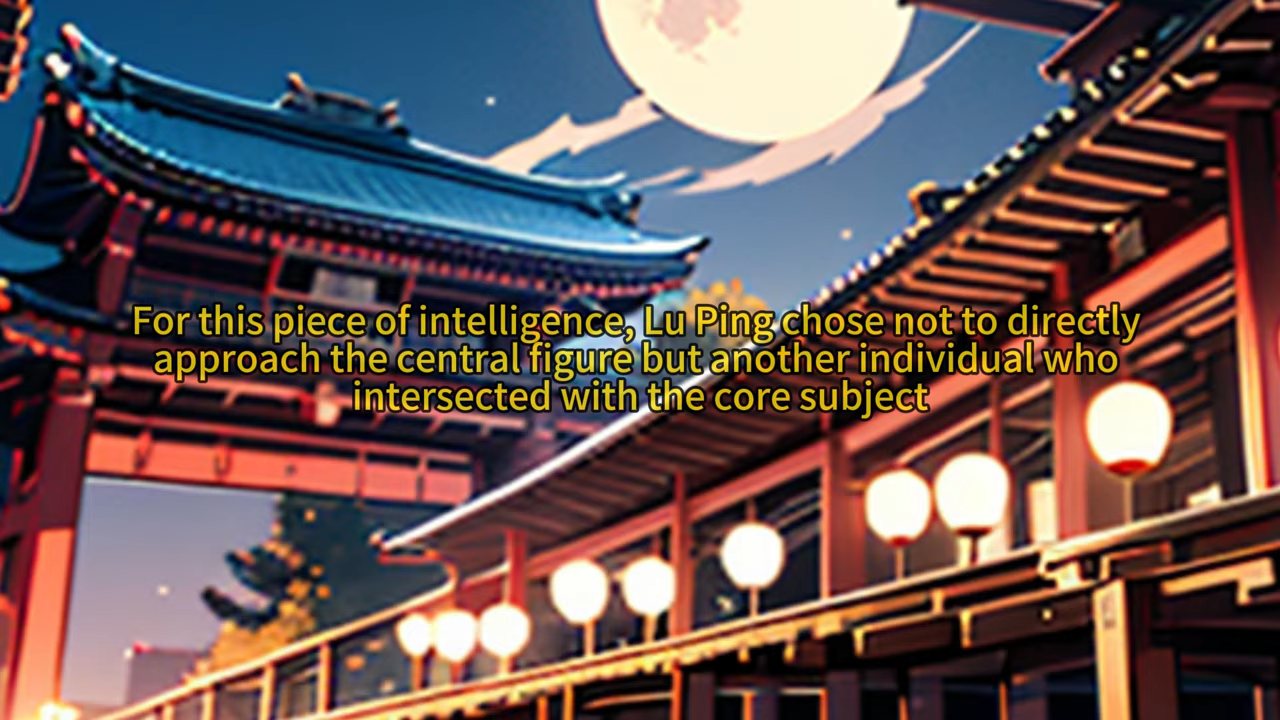 For this piece of intelligence, Lu Ping chose not to directly
approach the central figure but another individual who
intersected with the core subject